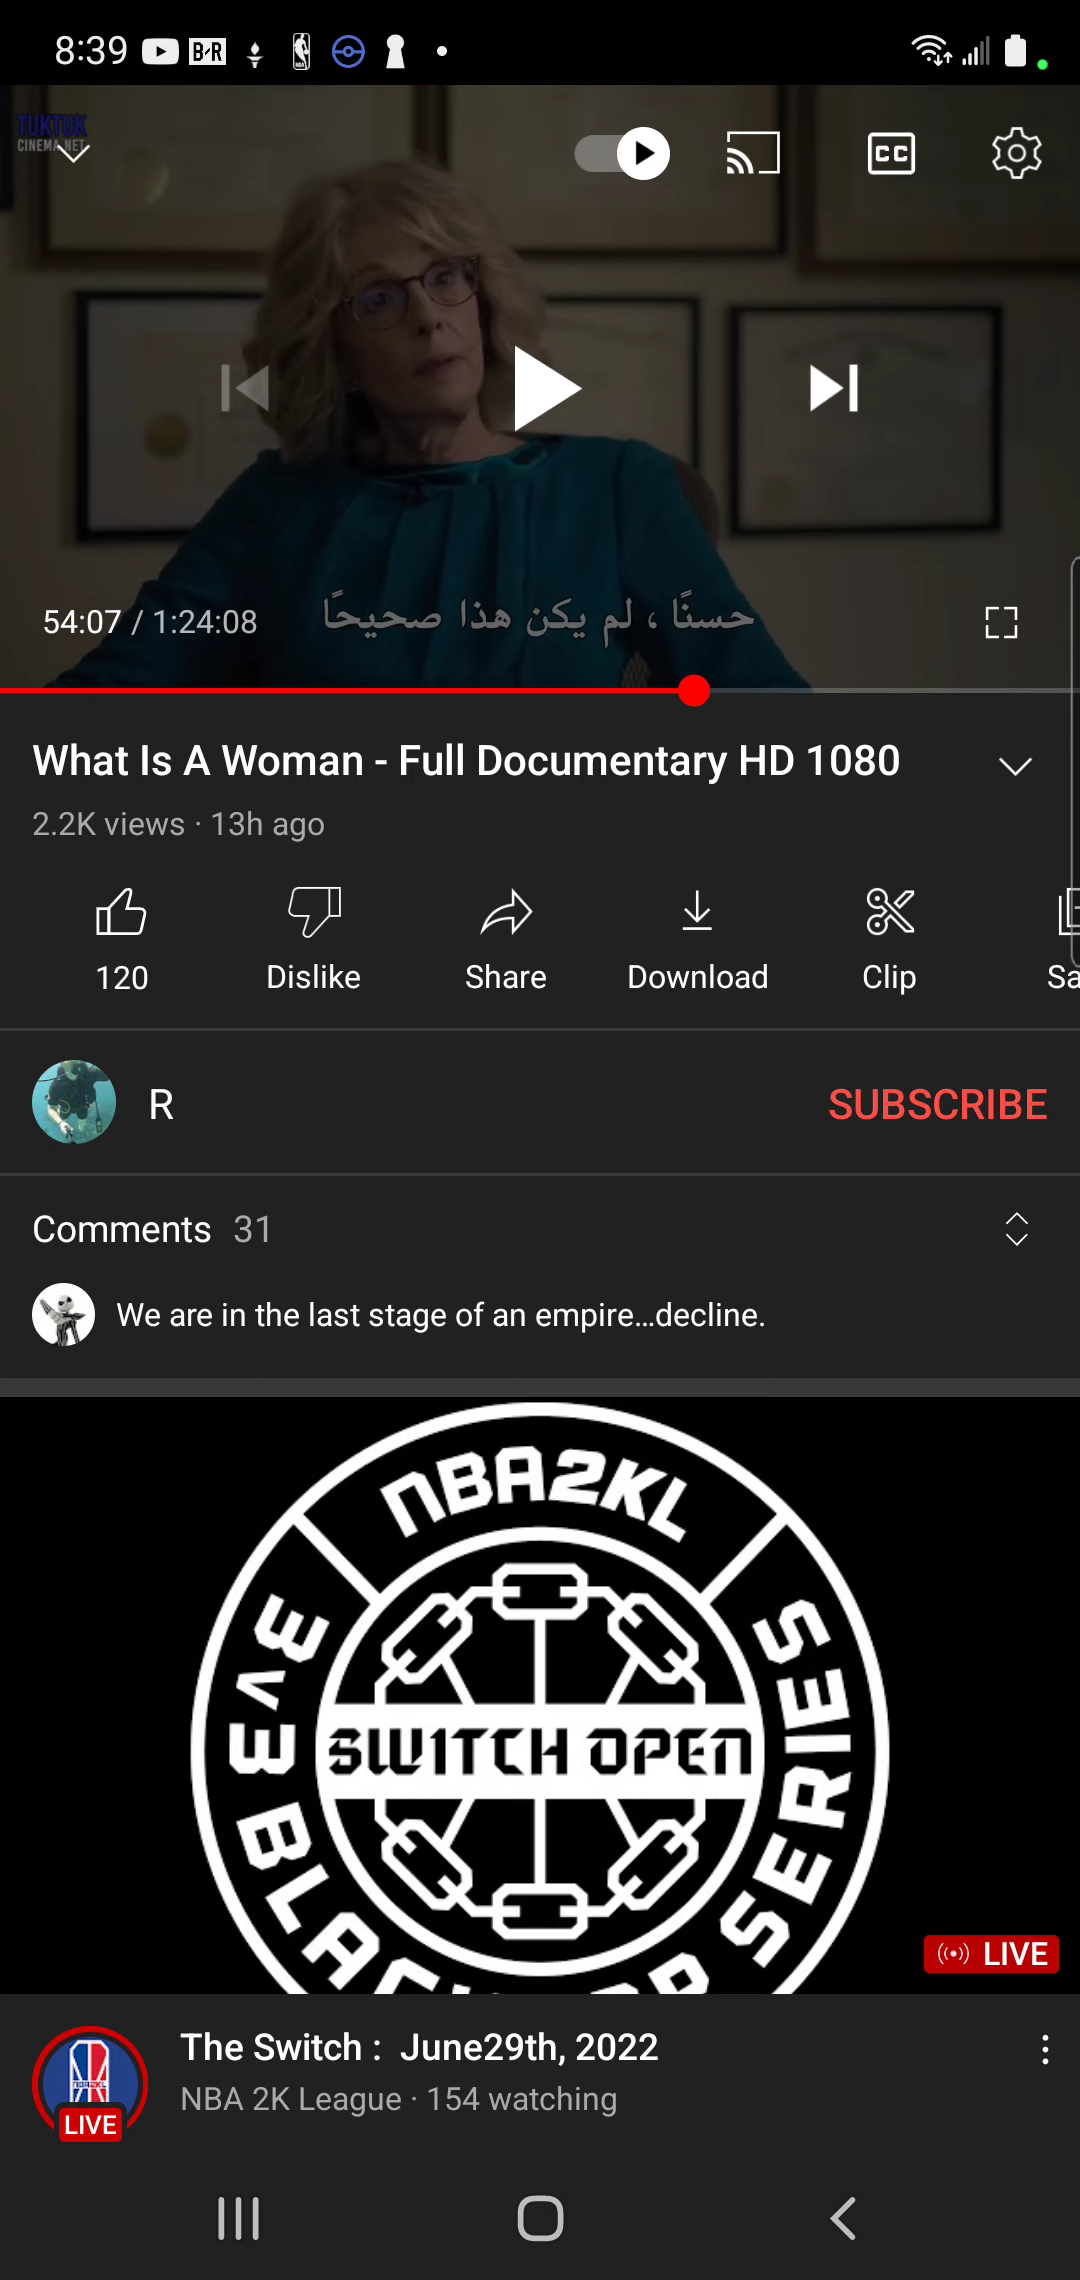 8:39
B/R
TUKTUK
CINEMA.NET
CC
حسنًا ، لم يكن هذا صحيحًا
54:07 / 1:24:08
What Is A Woman - Full Documentary HD 1080
2.2K views · 13h ago
120 Dislike Share Download Clip Sa
R SUBSCRIBE
Comments 31
We are in the last stage of an empire...decline.
NBA2KL
SERIES
SWITCH OPEN
LIVE
The Switch : June29th, 2022
NBA 2K League · 154 watching
LIVE